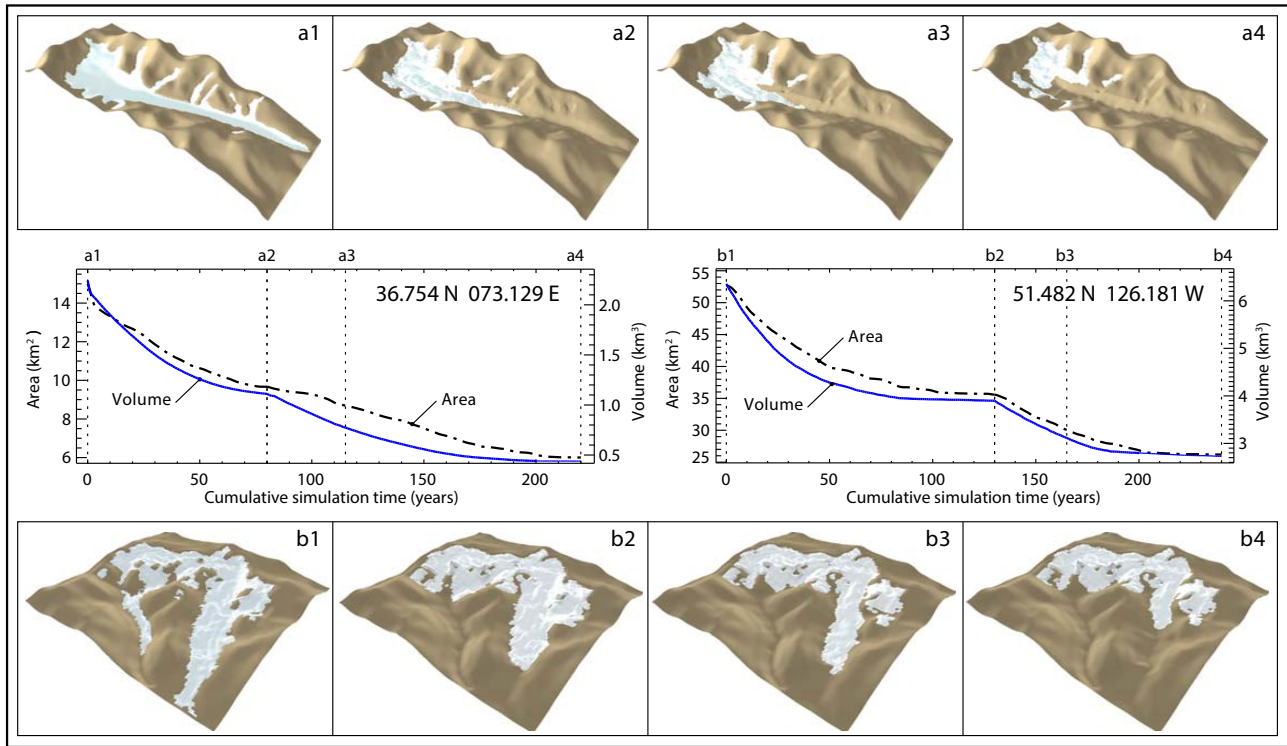 a1 a2 a3 a4
a1 a2 a3 a4
b1 b2 b3 b4
36.754 N 073.129 E
51.482 N 126.181 W
Area (km²)
14
12
10
8
6
Volume (km³)
2.0
1.5
1.0
0.5
Volume
Area
0 50 100 150 200
Cumulative simulation time (years)
Area (km²)
55
50
45
40
35
30
25
Volume (km³)
6
5
4
3
Area
Volume
0 50 100 150 200
Cumulative simulation time (years)
b1 b2 b3 b4